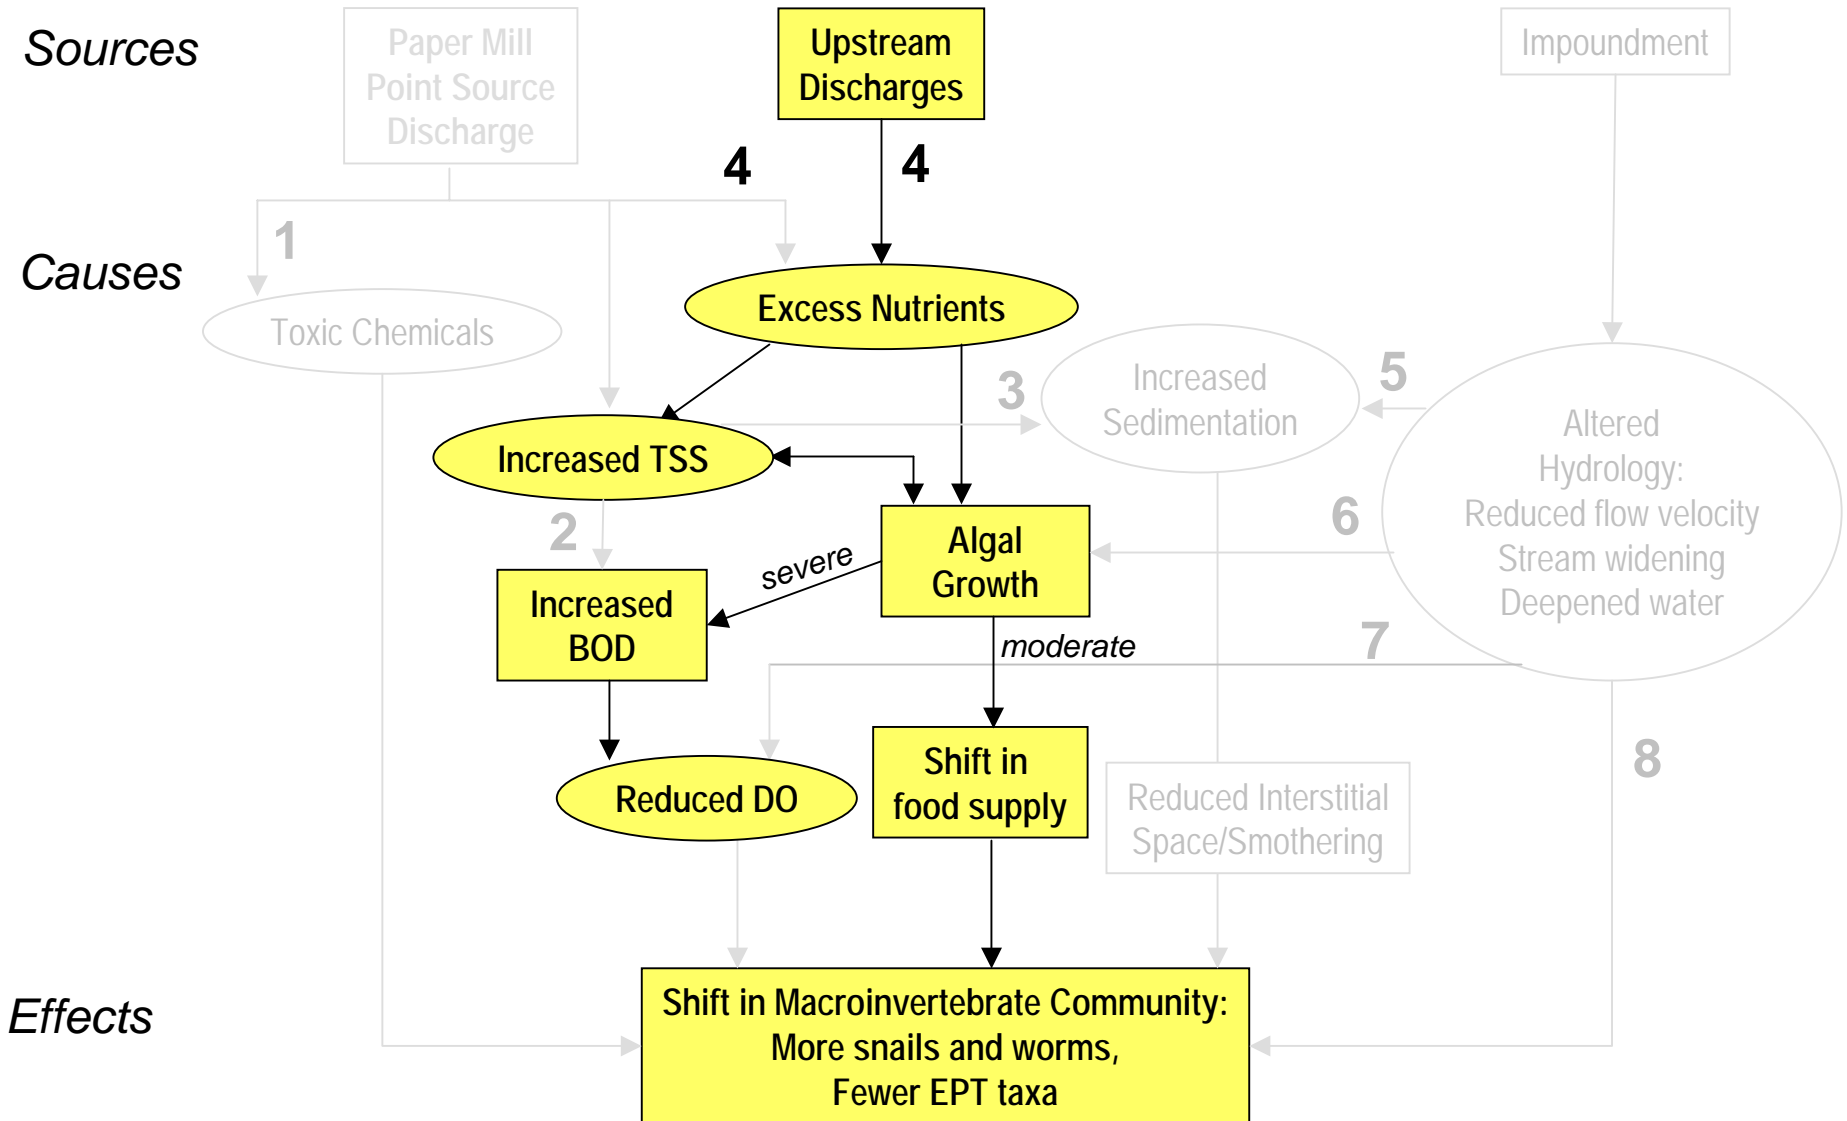 Sources
Paper Mill
Point Source
Discharge
Upstream
Discharges
Impoundment
4
4
1
Causes
Toxic Chemicals
Excess Nutrients
3
Increased
Sedimentation
5
Altered
Hydrology:
Reduced flow velocity
Stream widening
Deepened water
Increased TSS
2
6
Algal
Growth
severe
Increased
BOD
moderate
7
Shift in
food supply
8
Reduced DO
Reduced Interstitial
Space/Smothering
Effects
Shift in Macroinvertebrate Community:
More snails and worms,
Fewer EPT taxa